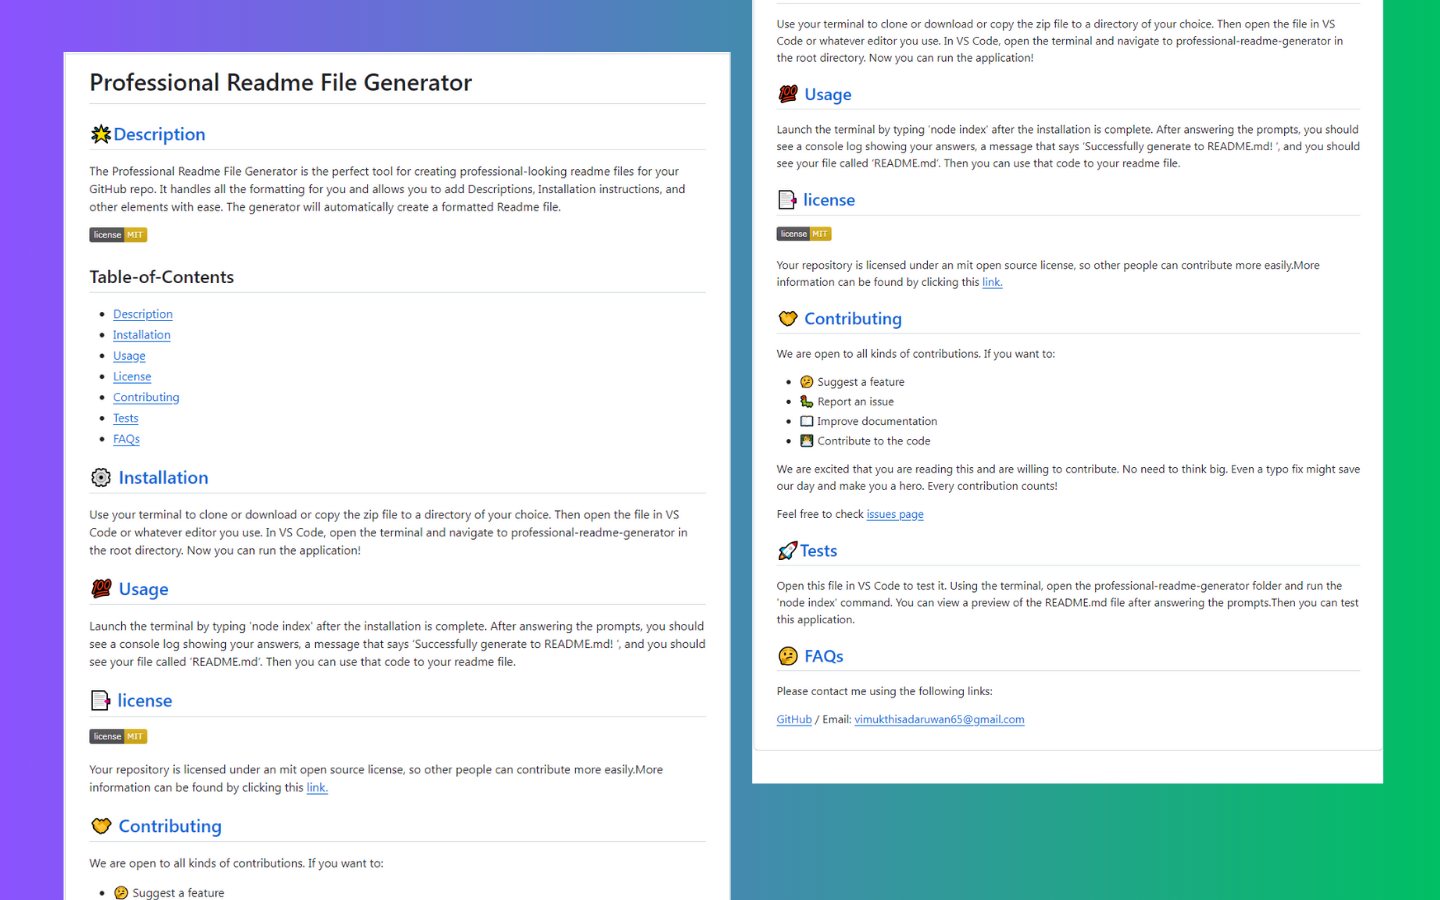 Professional Readme File Generator
Description
The Professional Readme File Generator is the perfect tool for creating professional-looking readme files for your
GitHub repo. It handles all the formatting for you and allows you to add Descriptions, Installation instructions, and
other elements with ease. The generator will automatically create a formatted Readme file.
license MIT
Table-of-Contents
• Description
• Installation
• Usage
• License
• Contributing
• Tests
• FAQs
Installation
Use your terminal to clone or download or copy the zip file to a directory of your choice. Then open the file in VS
Code or whatever editor you use. In VS Code, open the terminal and navigate to professional-readme-generator in
the root directory. Now you can run the application!
💯 Usage
Launch the terminal by typing 'node index' after the installation is complete. After answering the prompts, you should
see a console log showing your answers, a message that says 'Successfully generate to README.md! ', and you should
see your file called 'README.md'. Then you can use that code to your readme file.
license
license MIT
Your repository is licensed under an mit open source license, so other people can contribute more easily.More
information can be found by clicking this link.
Contributing
We are open to all kinds of contributions. If you want to:
• Suggest a feature
Use your terminal to clone or download or copy the zip file to a directory of your choice. Then open the file in VS
Code or whatever editor you use. In VS Code, open the terminal and navigate to professional-readme-generator in
the root directory. Now you can run the application!
💯 Usage
Launch the terminal by typing 'node index' after the installation is complete. After answering the prompts, you should
see a console log showing your answers, a message that says 'Successfully generate to README.md! ', and you should
see your file called 'README.md'. Then you can use that code to your readme file.
license
license MIT
Your repository is licensed under an mit open source license, so other people can contribute more easily.More
information can be found by clicking this link.
Contributing
We are open to all kinds of contributions. If you want to:
• Suggest a feature
• Report an issue
• Improve documentation
• Contribute to the code
We are excited that you are reading this and are willing to contribute. No need to think big. Even a typo fix might save
our day and make you a hero. Every contribution counts!
Feel free to check issues page
Tests
Open this file in VS Code to test it. Using the terminal, open the professional-readme-generator folder and run the
'node index' command. You can view a preview of the README.md file after answering the prompts.Then you can test
this application.
FAQs
Please contact me using the following links:
GitHub / Email: vimukthisadaruwan65@gmail.com